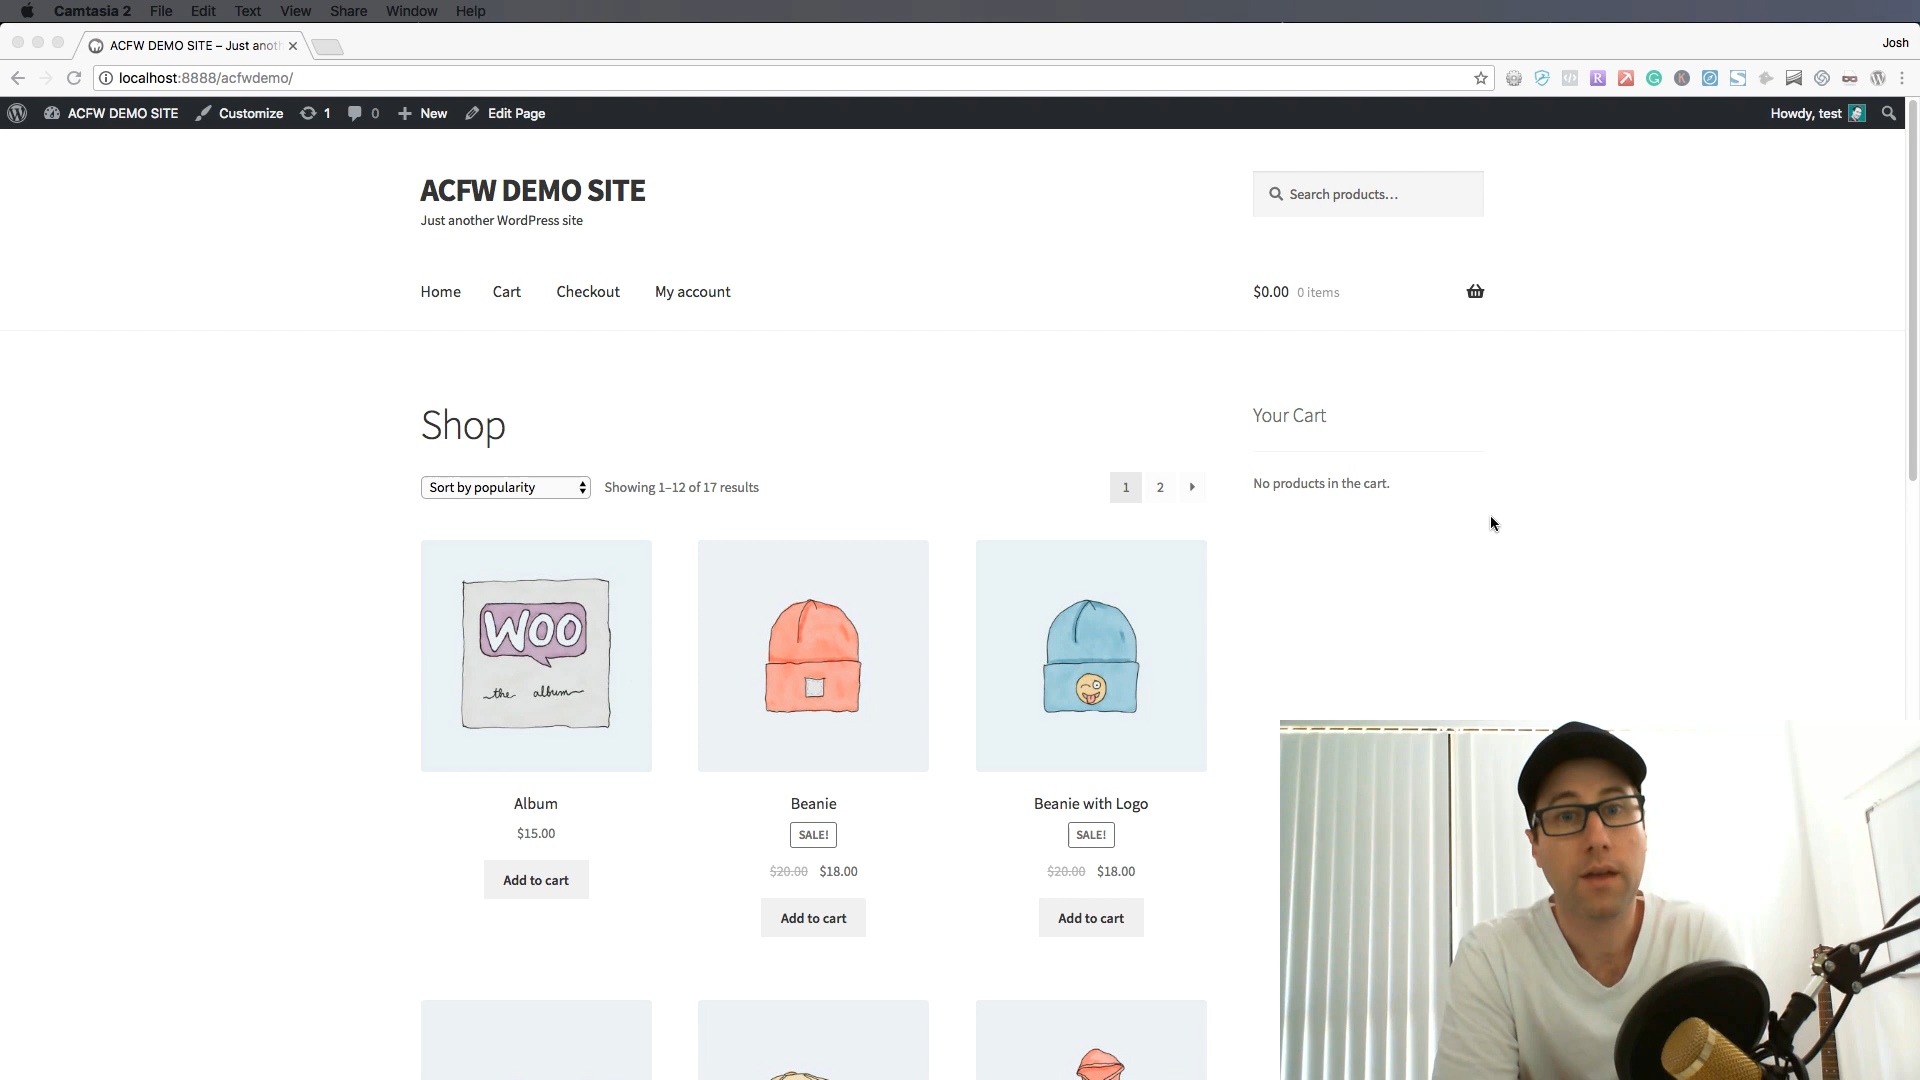 Camtasia 2 File Edit Text View Share Window Help
ACFW DEMO SITE – Just anot
Josh
localhost:8888/acfwdemo/
ACFW DEMO SITE Customize 1 0 New Edit Page Howdy, test
ACFW DEMO SITE
Just another WordPress site
Search products...
Home Cart Checkout My account $0.00 0 items
Shop
Your Cart
Sort by popularity Showing 1–12 of 17 results 1 2
No products in the cart.
WOO
the album
Album Beanie Beanie with Logo
$15.00 SALE! SALE!
$20.00 $18.00 $20.00 $18.00
Add to cart
Add to cart Add to cart